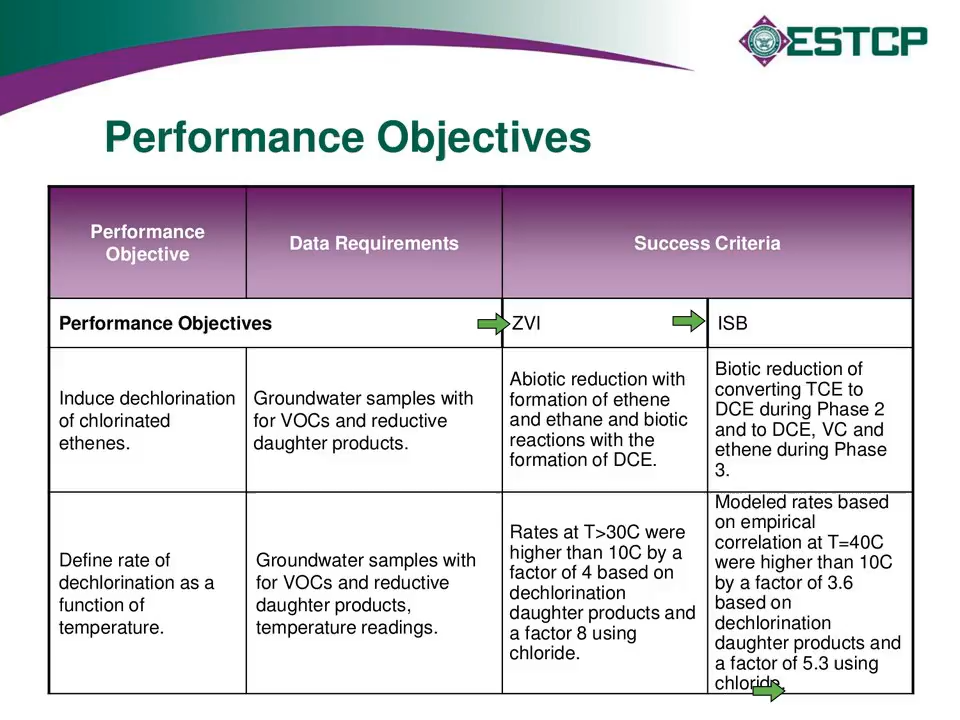 ESTCP
Performance Objectives
Performance
Objective
Data Requirements
Success Criteria
Performance Objectives
ZVI
ISB
Induce dechlorination
of chlorinated
ethenes.
Groundwater samples with
for VOCs and reductive
daughter products.
Abiotic reduction with
formation of ethene
and ethane and biotic
reactions with the
formation of DCE.
Biotic reduction of
converting TCE to
DCE during Phase 2
and to DCE, VC and
ethene during Phase
3.
Define rate of
dechlorination as a
function of
temperature.
Groundwater samples with
for VOCs and reductive
daughter products,
temperature readings.
Rates at T>30C were
higher than 10C by a
factor of 4 based on
dechlorination
daughter products and
a factor 8 using
chloride.
Modeled rates based
on empirical
correlation at T=40C
were higher than 10C
by a factor of 3.6
based on
dechlorination
daughter products and
a factor of 5.3 using
chloride.